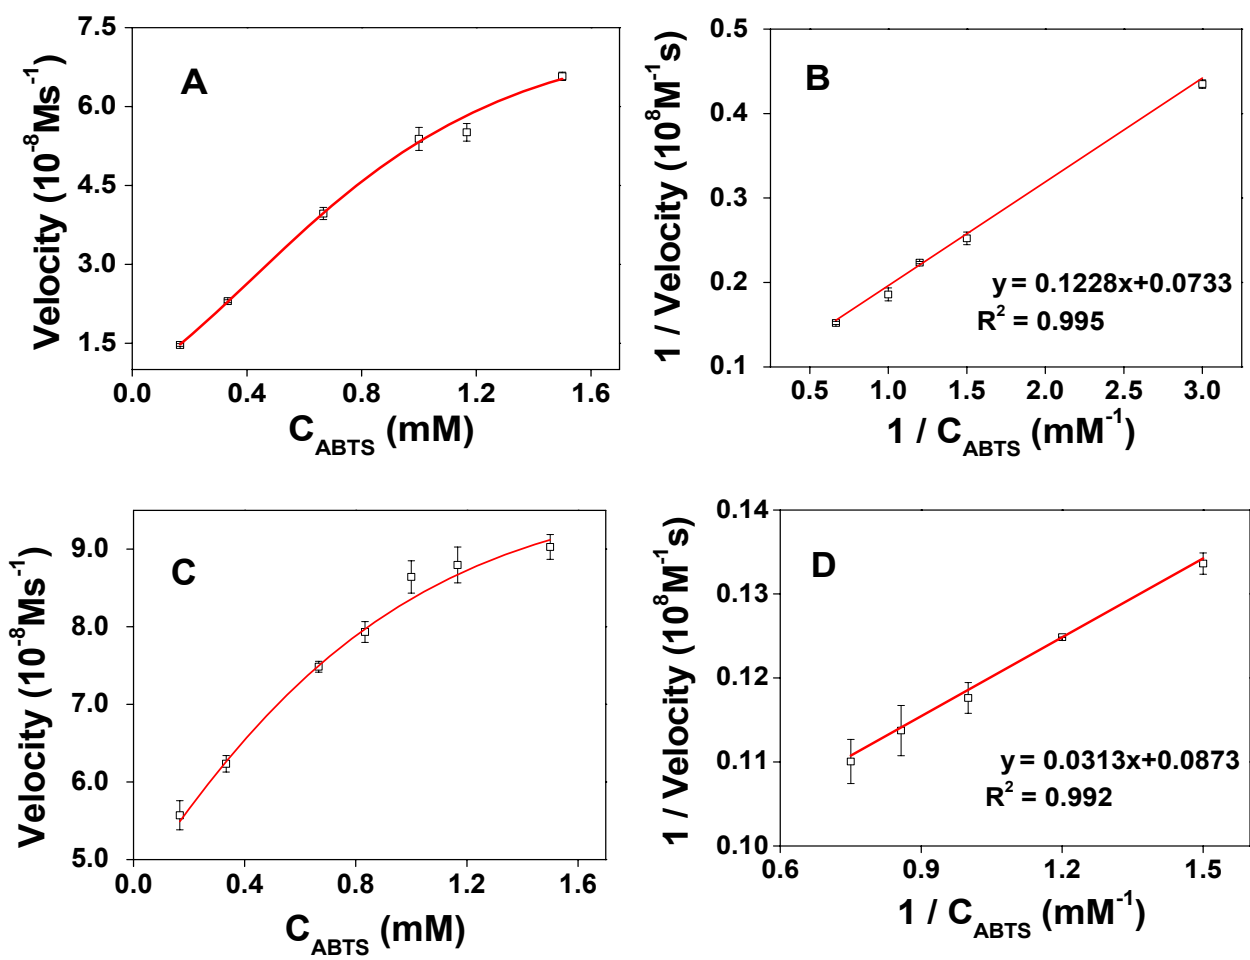 A
Velocity (10⁻⁸Ms⁻¹)
7.5
6.0
4.5
3.0
1.5
0.0 0.4 0.8 1.2 1.6
C_ABTS (mM)
B
1 / Velocity (10⁸M⁻¹s)
0.5
0.4
0.3
0.2
0.1
y = 0.1228x+0.0733
R² = 0.995
0.5 1.0 1.5 2.0 2.5 3.0
1 / C_ABTS (mM⁻¹)
C
Velocity (10⁻⁸Ms⁻¹)
9.0
8.0
7.0
6.0
5.0
0.0 0.4 0.8 1.2 1.6
C_ABTS (mM)
D
1 / Velocity (10⁸M⁻¹s)
0.14
0.13
0.12
0.11
0.10
y = 0.0313x+0.0873
R² = 0.992
0.6 0.9 1.2 1.5
1 / C_ABTS (mM⁻¹)